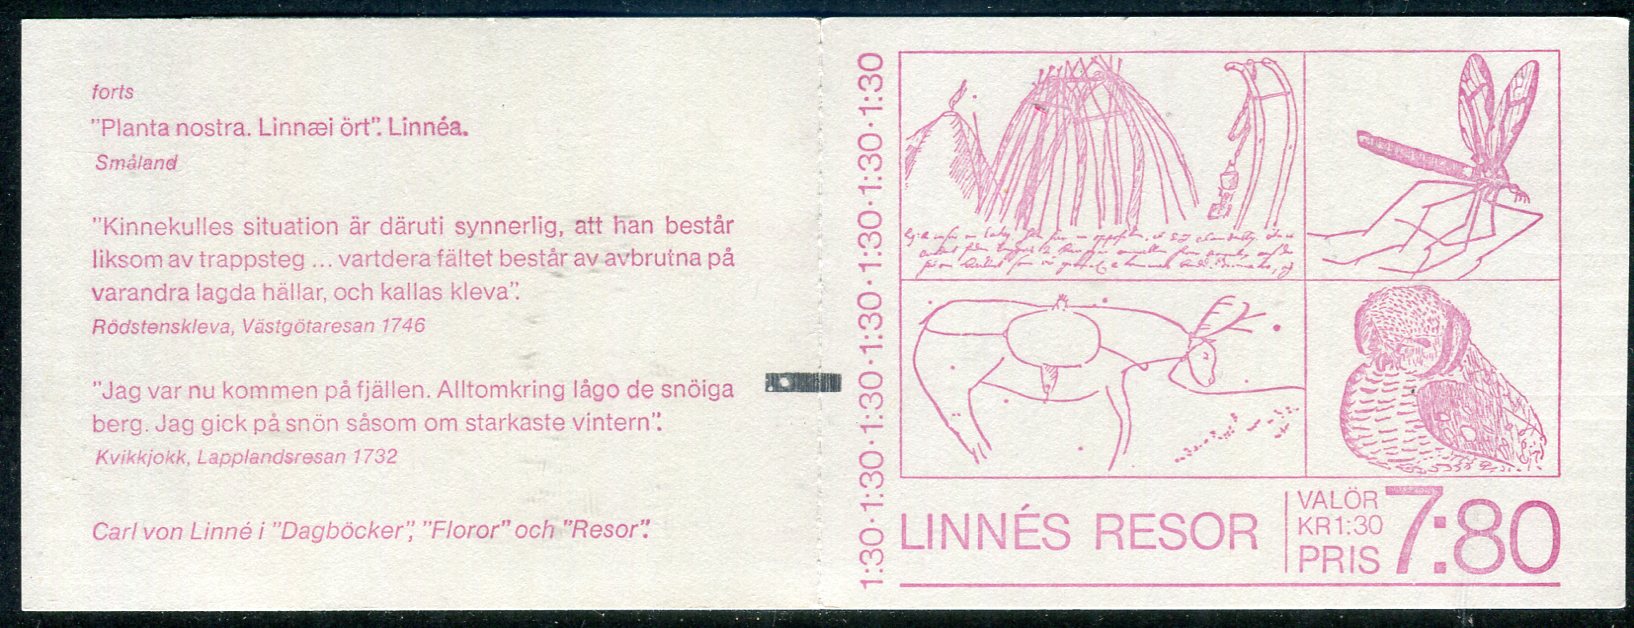 forts
"Planta nostra. Linnæi ört". Linnéa.
Småland
"Kinnekulles situation är däruti synnerlig, att han består
liksom av trappsteg ... vartdera fältet består av avbrutna på
varandra lagda hällar, och kallas kleva".
Rödstenskleva, Västgötaresan 1746
"Jag var nu kommen på fjällen. Alltomkring lågo de snöiga
berg. Jag gick på snön såsom om starkaste vintern".
Kvikkjokk, Lapplandsresan 1732
Carl von Linné i "Dagböcker", "Floror" och "Resor".
1:30·1:30·1:30·1:30·1:30·1:30·1:30
LINNÉS RESOR
VALÖR
KR 1:30
PRIS 7:80